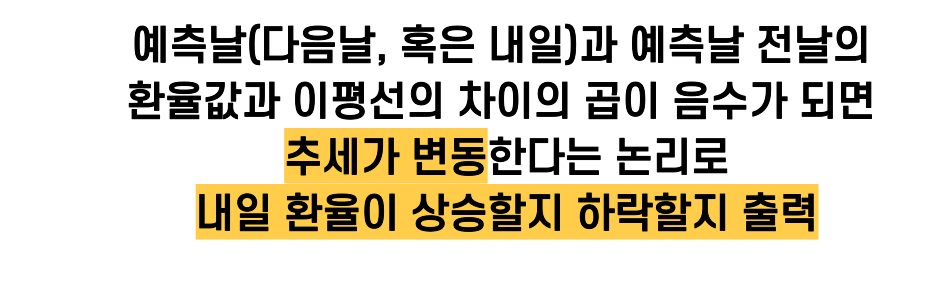 예측날(다음날, 혹은 내일)과 예측날 전날의
환율값과 이평선의 차이의 곱이 음수가 되면
추세가 변동한다는 논리로
내일 환율이 상승할지 하락할지 출력